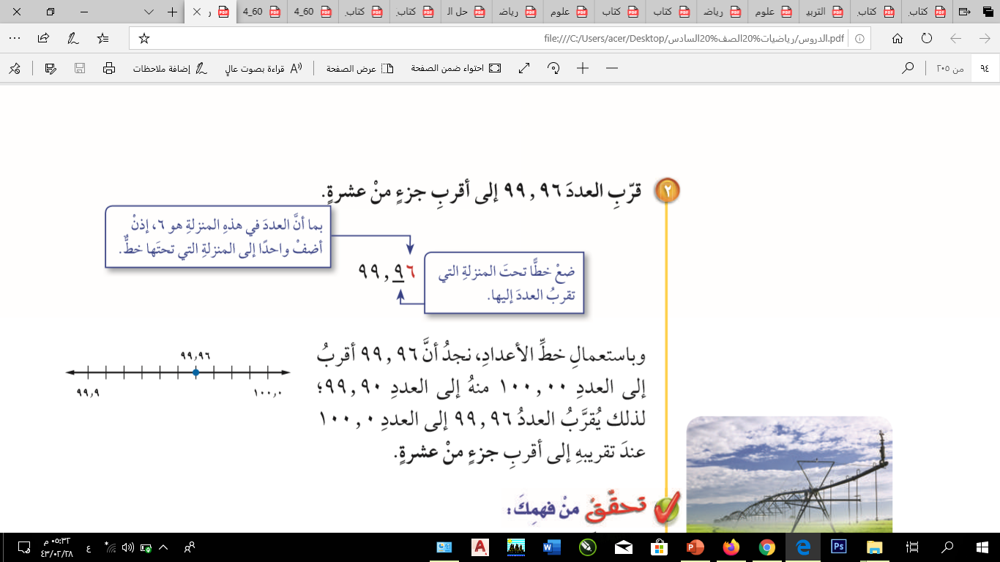 كتاب.
كتاب.
التربي
علوم
رياض
كتاب
كتاب
علوم
رياض
حل ال
كتاب.
كتاب.
4_60
4_60
ر
file:///C:/Users/acer/Desktop/الدروس/رياضيات%20الصف%20السادس.pdf
٩٤ من ٢٠٥
احتواء ضمن الصفحة
عرض الصفحة
قراءة بصوت عالٍ
إضافة ملاحظات
٢ قرّبِ العددَ ٩٩,٩٦ إلى أقربِ جزءٍ منْ عشرةٍ.
بما أنَّ العددَ في هذهِ المنزلةِ هو ٦، إذنْ
أضفْ واحدًا إلى المنزلةِ التي تحتَها خطٌّ.
٩٩,٩٦
ضعْ خطًّا تحتَ المنزلةِ التي
تقربُ العددَ إليها.
وباستعمالِ خطِّ الأعدادِ، نجدُ أنَّ ٩٩,٩٦ أقربُ
إلى العددِ ١٠٠,٠٠ منهُ إلى العددِ ٩٩,٩٠؛
لذلك يُقرَّبُ العددُ ٩٩,٩٦ إلى العددِ ١٠٠,٠
عندَ تقريبهِ إلى أقربِ جزءٍ منْ عشرةٍ.
٩٩,٩٦
٩٩,٩
١٠٠,٠
تحقّقْ منْ فهمِكَ:
٠٥:٣٢ م
ع
٤٣/٠٢/٢٨